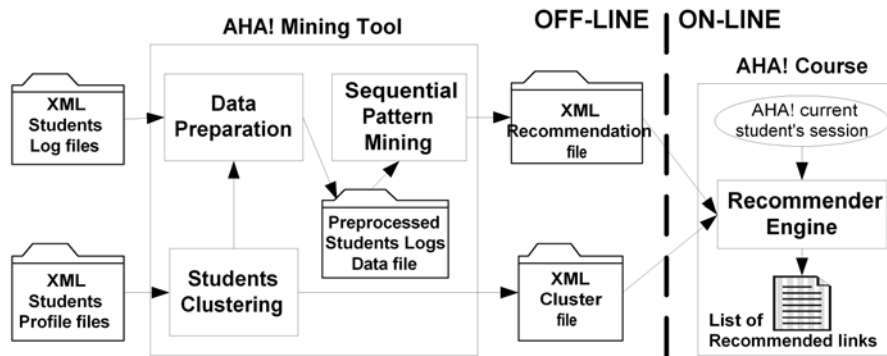 AHA! Mining Tool
OFF-LINE
ON-LINE
XML
Students
Log files
Data
Preparation
Sequential
Pattern
Mining
XML
Recommendation
file
AHA! Course
AHA! current
student's session
Preprocessed
Students Logs
Data file
Recommender
Engine
XML
Students
Profile files
Students
Clustering
XML
Cluster
file
List of
Recommended links